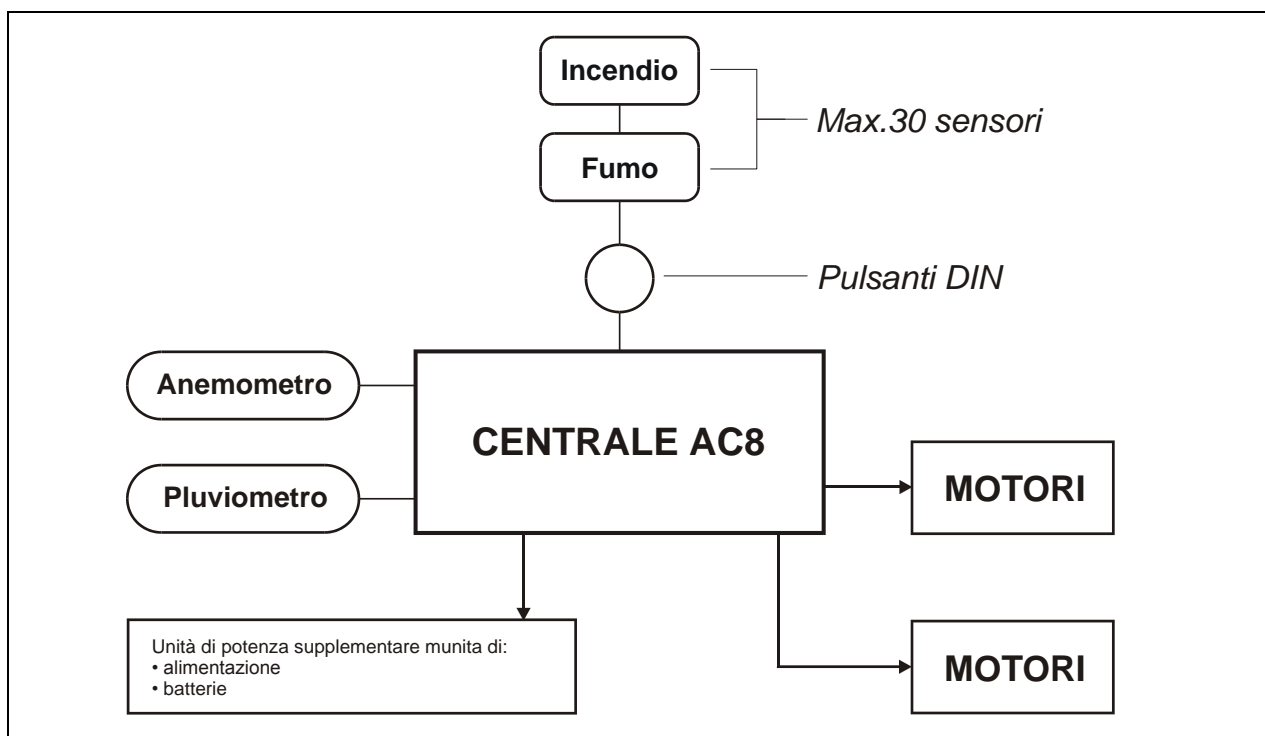 Incendio
Max.30 sensori
Fumo
Pulsanti DIN
Anemometro
CENTRALE AC8
Pluviometro
MOTORI
Unità di potenza supplementare munita di:
• alimentazione
• batterie
MOTORI